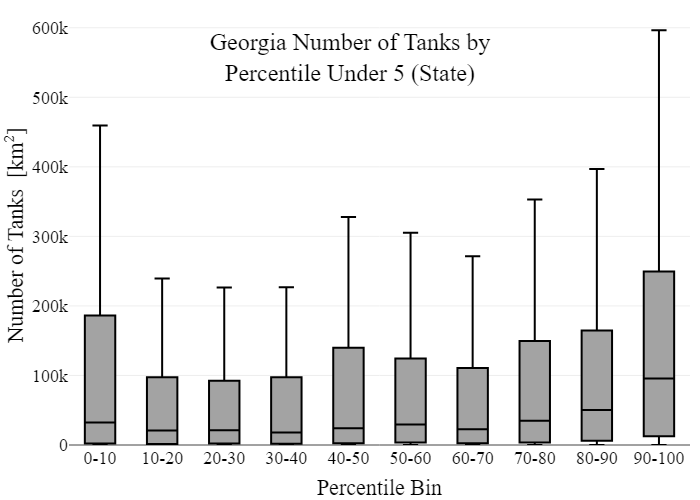 Georgia Number of Tanks by
Percentile Under 5 (State)
Number of Tanks [km²]
600k
500k
400k
300k
200k
100k
0
0-10 10-20 20-30 30-40 40-50 50-60 60-70 70-80 80-90 90-100
Percentile Bin